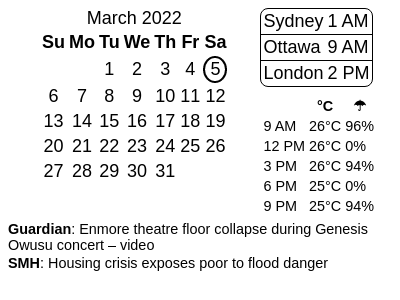 March 2022
Su Mo Tu We Th Fr Sa
1 2 3 4 5
6 7 8 9 10 11 12
13 14 15 16 17 18 19
20 21 22 23 24 25 26
27 28 29 30 31
Sydney 1 AM
Ottawa 9 AM
London 2 PM
°C ☂
9 AM 26°C 96%
12 PM 26°C 0%
3 PM 26°C 94%
6 PM 25°C 0%
9 PM 25°C 94%
Guardian: Enmore theatre floor collapse during Genesis
Owusu concert – video
SMH: Housing crisis exposes poor to flood danger